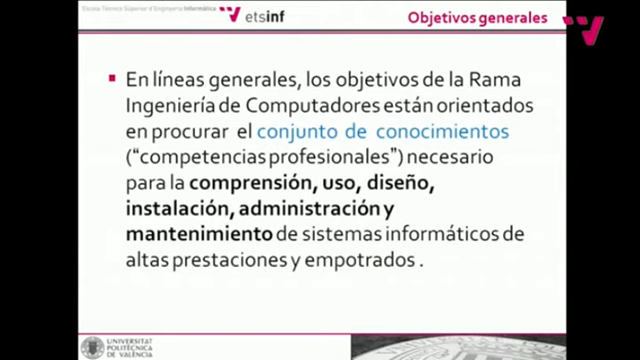 Escola Tècnica Superior d'Enginyeria Informàtica
etsinf
Objetivos generales
En líneas generales, los objetivos de la Rama
Ingeniería de Computadores están orientados
en procurar el conjunto de conocimientos
("competencias profesionales") necesario
para la comprensión, uso, diseño,
instalación, administración y
mantenimiento de sistemas informáticos de
altas prestaciones y empotrados .
UNIVERSITAT
POLITÈCNICA
DE VALÈNCIA